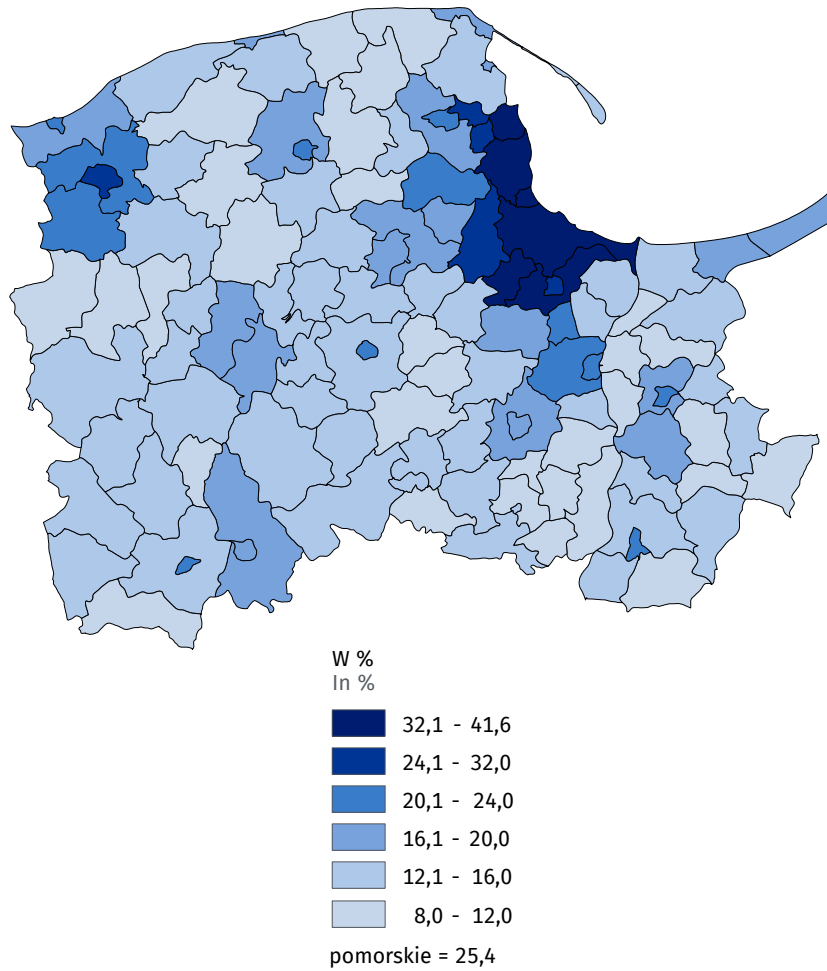 W %
In %
32,1 - 41,6
24,1 - 32,0
20,1 - 24,0
16,1 - 20,0
12,1 - 16,0
8,0 - 12,0
pomorskie = 25,4